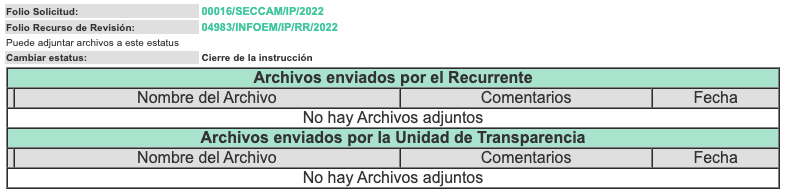 Folio Solicitud: 00016/SECCAM/IP/2022
Folio Recurso de Revisión: 04983/INFOEM/IP/RR/2022
Puede adjuntar archivos a este estatus
Cambiar estatus: Cierre de la instrucción
Archivos enviados por el Recurrente
Nombre del Archivo Comentarios Fecha
No hay Archivos adjuntos
Archivos enviados por la Unidad de Transparencia
Nombre del Archivo Comentarios Fecha
No hay Archivos adjuntos